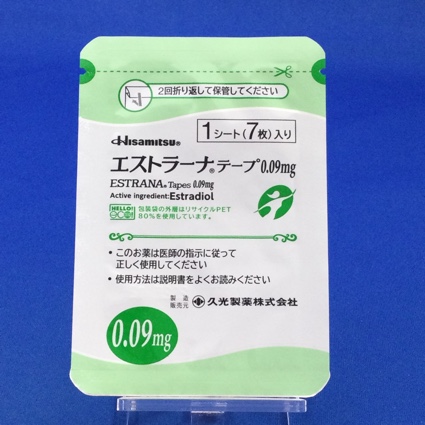 2回折り返して保管してください
1シート(7枚)入り
Hisamitsu®
エストラーナ®テープ0.09mg
ESTRANA® Tapes 0.09mg
Active ingredient:Estradiol
HELLO!
包装袋の外層はリサイクルPET
80%を使用しています。
・このお薬は医師の指示に従って
正しく使用してください
・使用方法は説明書をよくお読みください
製造
販売元
久光製薬株式会社
0.09mg